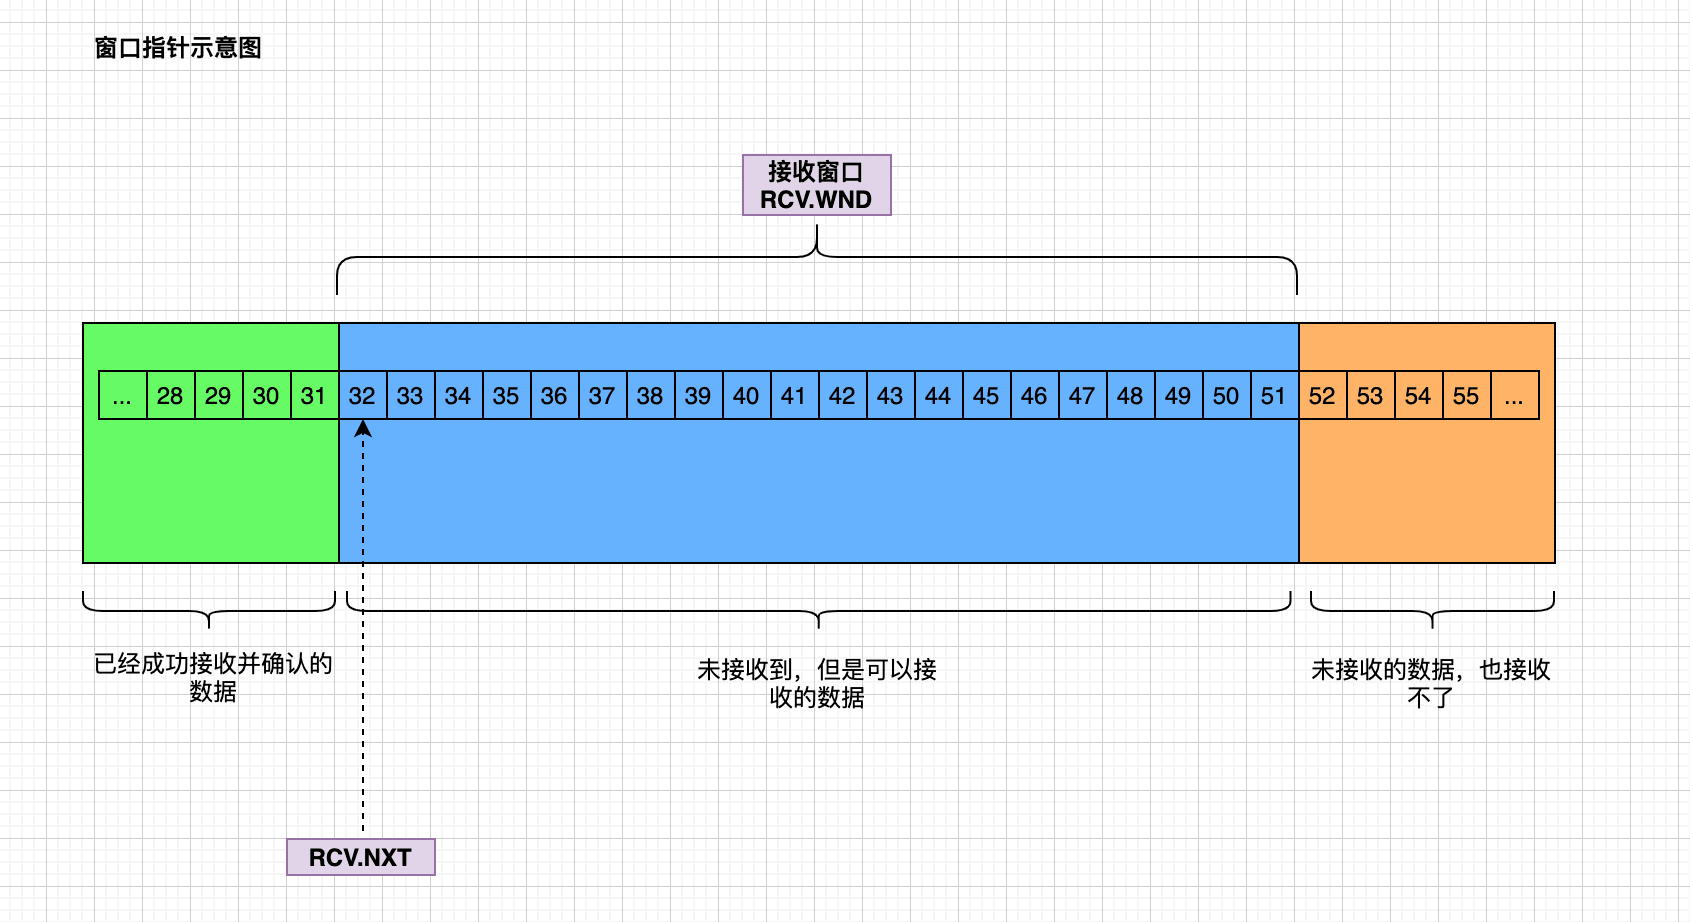 窗口指针示意图
接收窗口
RCV.WND
... 28 29 30 31 32 33 34 35 36 37 38 39 40 41 42 43 44 45 46 47 48 49 50 51 52 53 54 55 ...
已经成功接收并确认的
数据
未接收到，但是可以接
收的数据
未接收的数据，也接收
不了
RCV.NXT